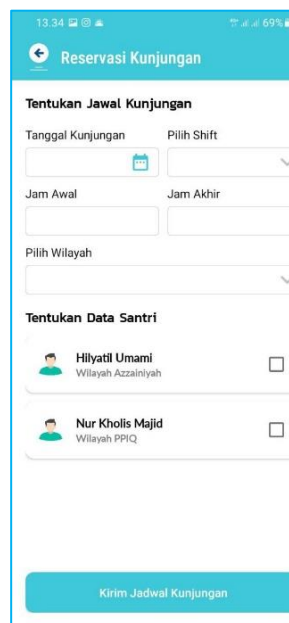 13.34 69%
Reservasi Kunjungan
Tentukan Jawal Kunjungan
Tanggal Kunjungan Pilih Shift
Jam Awal Jam Akhir
Pilih Wilayah
Tentukan Data Santri
Hilyatil Umami
Wilayah Azzainiyah
Nur Kholis Majid
Wilayah PPIQ
Kirim Jadwal Kunjungan